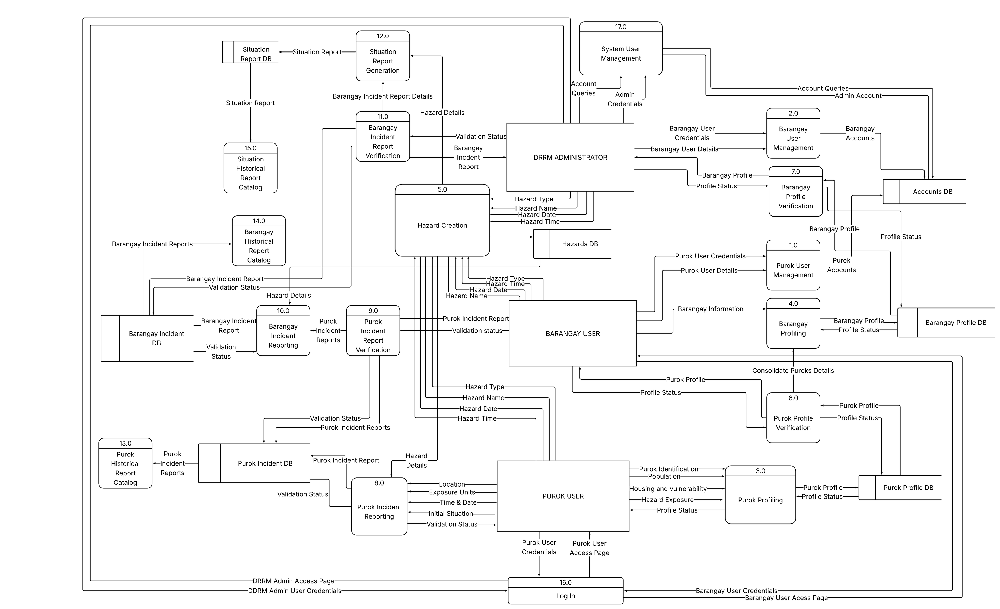 17.0
System User
Management
12.0
Situation
Report
Generation
Situation
Report DB
Situation Report
Account
Queries
Admin
Credentials
Account Queries
Admin Account
Barangay Incident Report Details
Situation Report
Hazard Details
11.0
Barangay
Incident
Report
Verification
Validation Status
Barangay
Incdent
Report
DRRM ADMINISTRATOR
Barangay User
Credentials
Barangay User Details
2.0
Barangay
User
Management
Barangay
Accounts
15.0
Situation
Historical
Report
Catalog
Barangay Profile
Profile Status
7.0
Barangay
Profile
Verification
Accounts DB
5.0
Hazard Creation
Hazard Type
Hazard Name
Hazard Date
Hazard Time
14.0
Barangay
Historical
Report
Catalog
Barangay Incident Reports
Hazards DB
Barangay Profile
Profile Status
1.0
Purok User
Management
Purok User Credentials
Purok User Details
Purok
Acocunts
Barangay Incident Report
Validation Status
Hazard Details
Hazard Type
Hazard Time
Hazard Date
Hazard Name
Barangay Incident
DB
Barangay Incident
Report
Validation
Status
10.0
Barangay
Incident
Reporting
Purok
Incident
Reports
9.0
Purok
Incident
Report
Verification
Purok Incident Report
Validation status
BARANGAY USER
Barangay Information
4.0
Barangay
Profiling
Barangay Profile
Profile Status
Barangay Profile DB
Consolidate Puroks Details
Purok Profile
Profile Status
6.0
Purok Profile
Verification
Purok Profile
Profile Status
Hazard Type
Hazard Name
Hazard Date
Hazard Time
Validation Status
Purok Incident Reports
13.0
Purok
Historical
Report
Catalog
Purok
Incident
Reports
Purok Incident DB
Purok Incident Report
Validation Status
Hazard
Details
8.0
Purok Incident
Reporting
Location
Exposure Units
Time & Date
Initial Situation
Validation Status
PUROK USER
Purok Identification
Population
Housing and vulnerability
Hazard Exposure
Profile Status
3.0
Purok Profiling
Purok Profile
Profile Status
Purok Profile DB
Purok User
Credentials
Purok User
Access Page
DRRM Admin Access Page
DDRM Admin User Credentials
16.0
Log In
Barangay User Credentials
Barangay User Acess Page